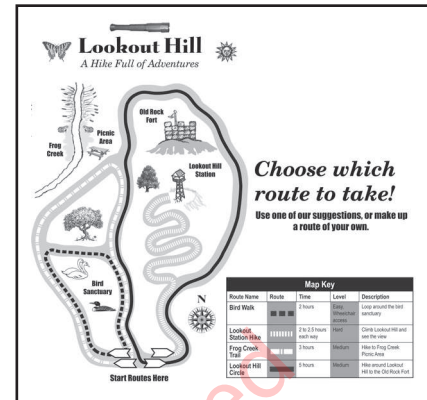 Lookout Hill
A Hike Full of Adventures
Old Rock
Fort
Picnic
Area
Frog
Creek
Lookout Hill
Station
Choose which
route to take!
Use one of our suggestions, or make up
a route of your own.
Bird
Sanctuary
N
Start Routes Here
Map Key
Route Name Route Time Level Description
Bird Walk 2 hours Easy, Wheelchair access Loop around the bird sanctuary
Lookout Station Hike 2 to 2.5 hours each way Hard Climb Lookout Hill and see the view
Frog Creek Trail 3 hours Medium Hike to Frog Creek Picnic Area
Lookout Hill Circle 5 hours Medium Hike around Lookout Hill to the Old Rock Fort